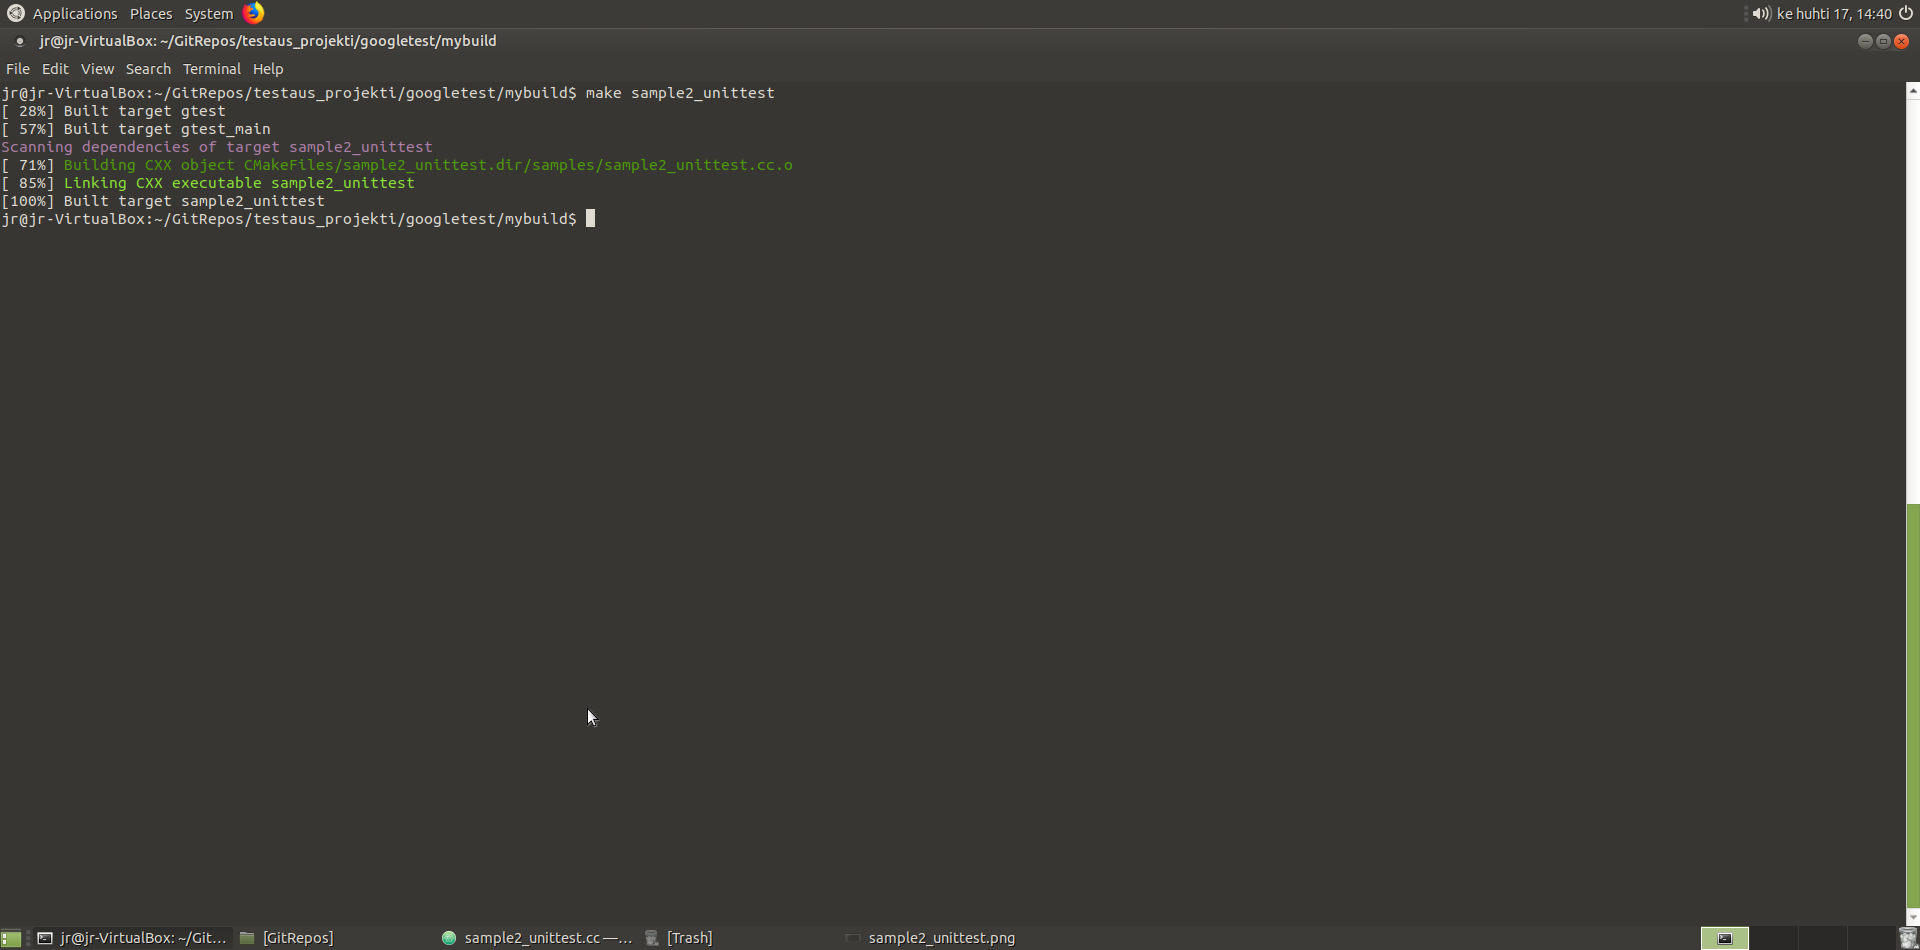 Applications Places System ke huhti 17, 14:40
jr@jr-VirtualBox: ~/GitRepos/testaus_projekti/googletest/mybuild
File Edit View Search Terminal Help
jr@jr-VirtualBox:~/GitRepos/testaus_projekti/googletest/mybuild$ make sample2_unittest
[ 28%] Built target gtest
[ 57%] Built target gtest_main
Scanning dependencies of target sample2_unittest
[ 71%] Building CXX object CMakeFiles/sample2_unittest.dir/samples/sample2_unittest.cc.o
[ 85%] Linking CXX executable sample2_unittest
[100%] Built target sample2_unittest
jr@jr-VirtualBox:~/GitRepos/testaus_projekti/googletest/mybuild$
jr@jr-VirtualBox: ~/Git... [GitRepos] sample2_unittest.cc —... [Trash] sample2_unittest.png